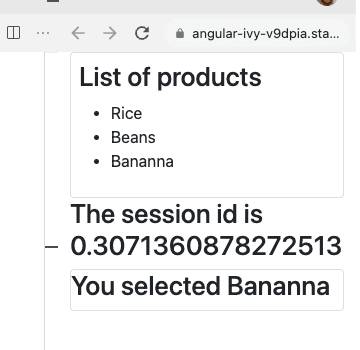 angular-ivy-v9dpia.sta...
List of products
Rice
Beans
Bananna
The session id is
0.3071360878272513
You selected Bananna